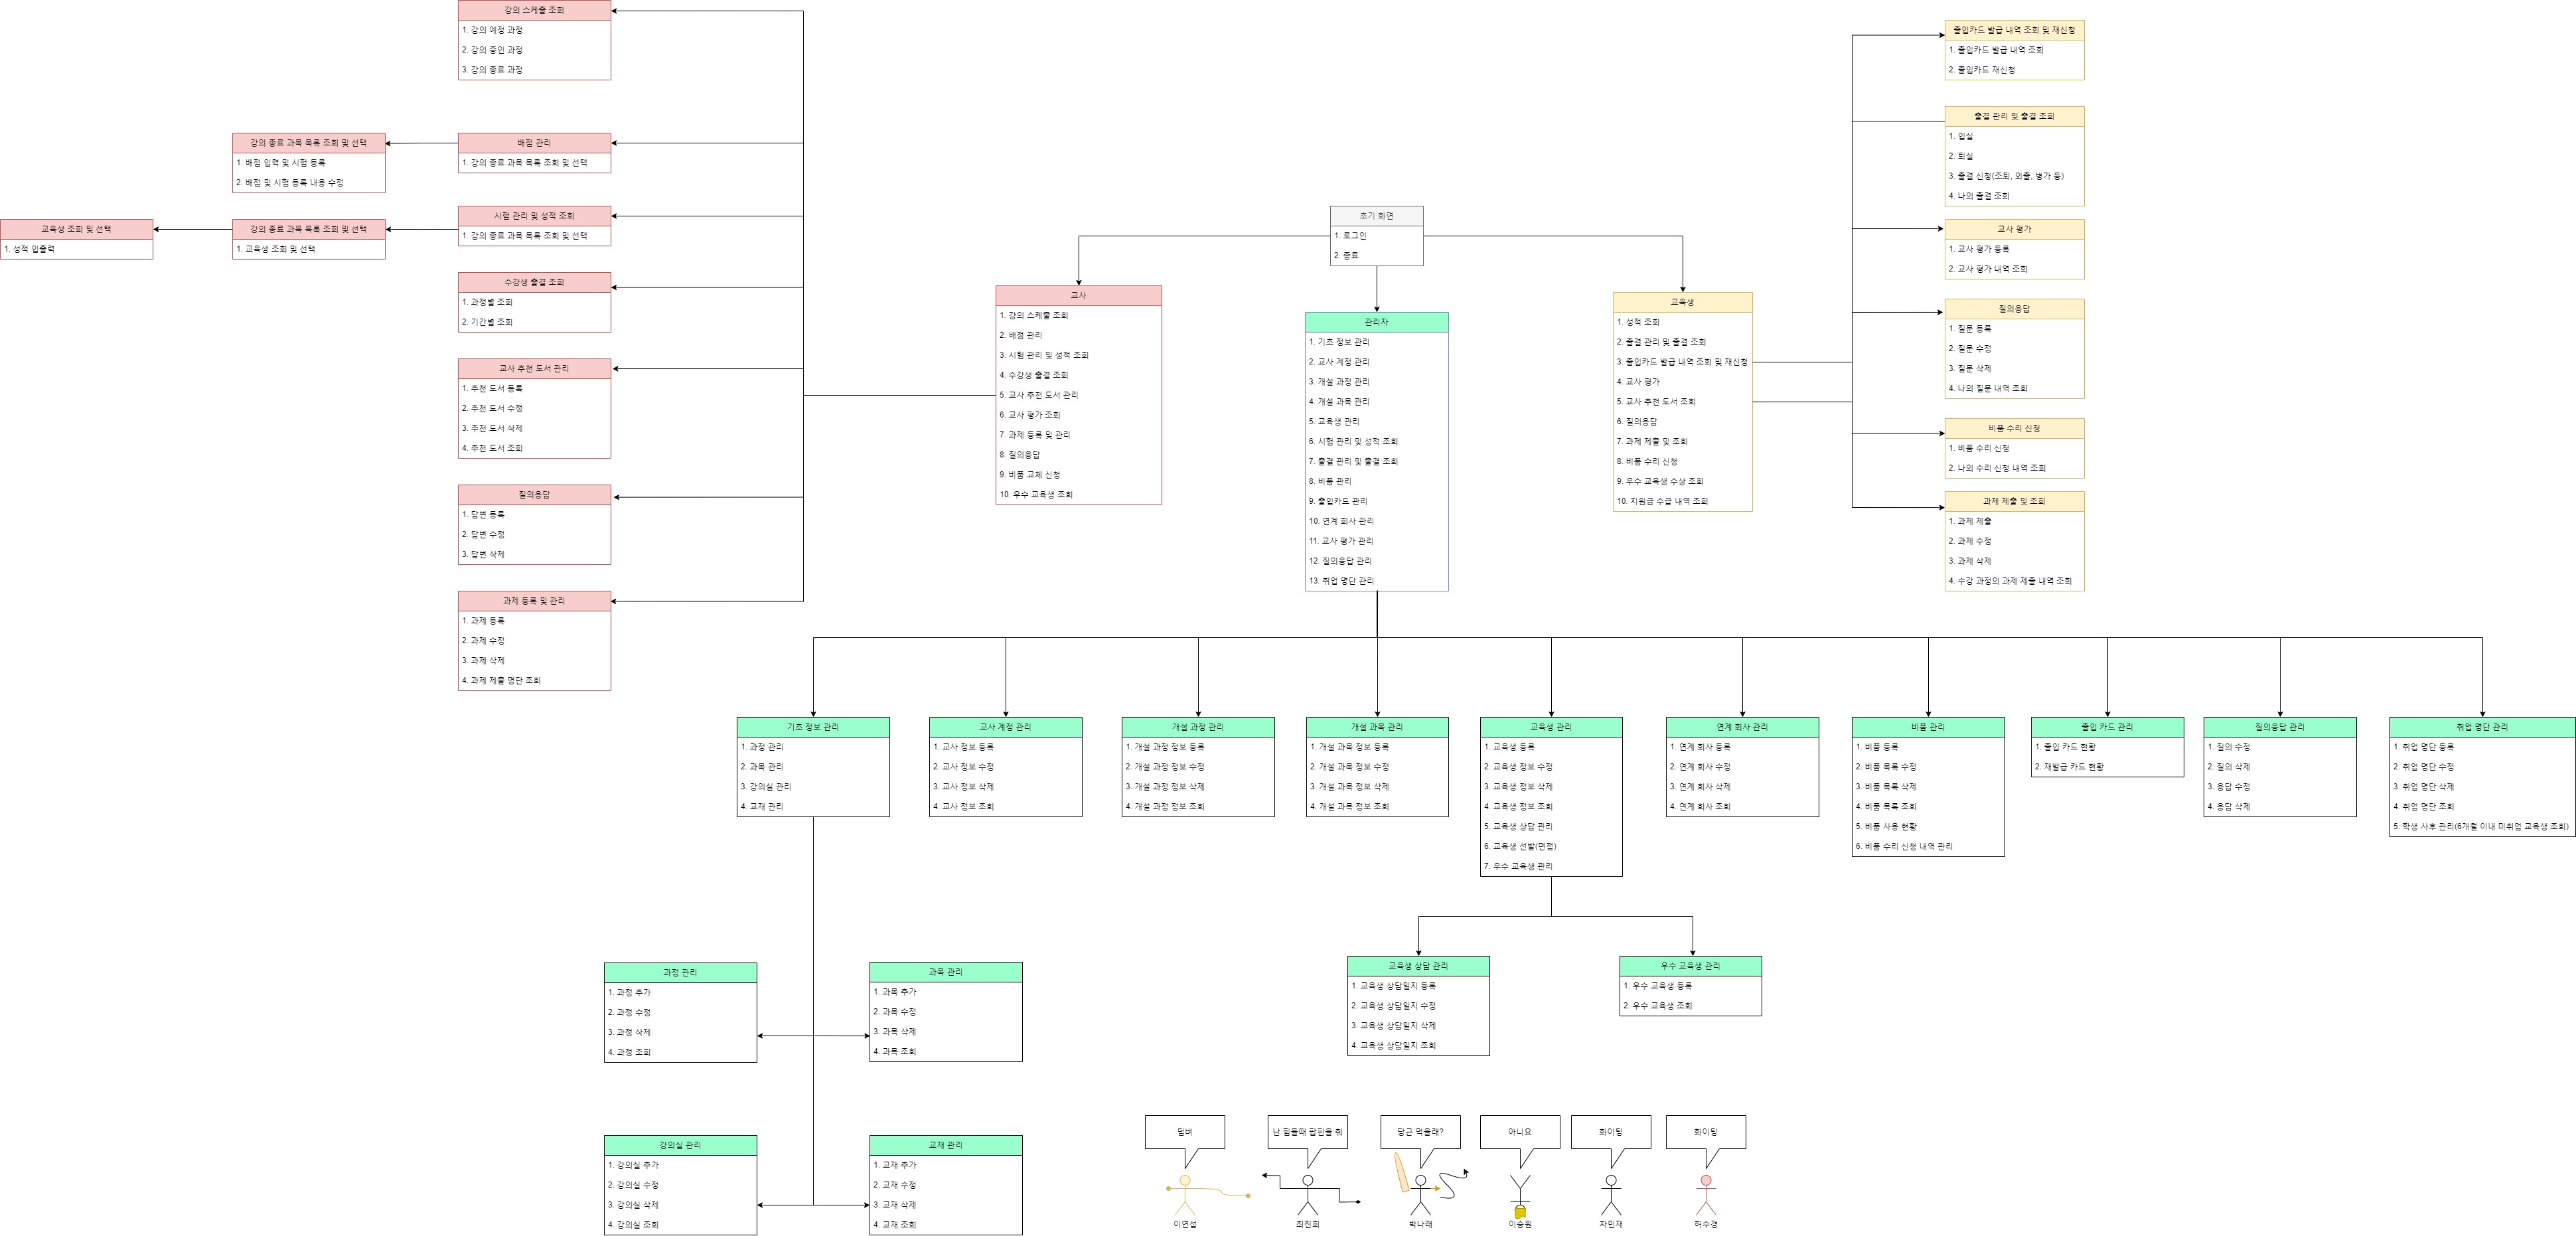 초기 화면
1. 로그인
2. 종료
교사
1. 강의 스케줄 조회
2. 배점 관리
3. 시험 관리 및 성적 조회
4. 수강생 출결 조회
5. 교사 추천 도서 관리
6. 교사 평가 조회
7. 과제 등록 및 관리
8. 질의응답
9. 비품 교체 신청
10. 우수 교육생 조회
강의 스케줄 조회
1. 강의 예정 과정
2. 강의 중인 과정
3. 강의 종료 과정
배점 관리
1. 강의 종료 과목 목록 조회 및 선택
강의 종료 과목 목록 조회 및 선택
1. 배점 입력 및 시험 등록
2. 배점 및 시험 등록 내용 수정
시험 관리 및 성적 조회
1. 강의 종료 과목 목록 조회 및 선택
강의 종료 과목 목록 조회 및 선택
1. 교육생 조회 및 선택
교육생 조회 및 선택
1. 성적 입출력
수강생 출결 조회
1. 과정별 조회
2. 기간별 조회
교사 추천 도서 관리
1. 추천 도서 등록
2. 추천 도서 수정
3. 추천 도서 삭제
4. 추천 도서 조회
질의응답
1. 답변 등록
2. 답변 수정
3. 답변 삭제
과제 등록 및 관리
1. 과제 등록
2. 과제 수정
3. 과제 삭제
4. 과제 제출 명단 조회
관리자
1. 기초 정보 관리
2. 교사 계정 관리
3. 개설 과정 관리
4. 개설 과목 관리
5. 교육생 관리
6. 시험 관리 및 성적 조회
7. 출결 관리 및 출결 조회
8. 비품 관리
9. 출입카드 관리
10. 연계 회사 관리
11. 교사 평가 관리
12. 질의응답 관리
13. 취업 명단 관리
교육생
1. 성적 조회
2. 출결 관리 및 출결 조회
3. 출입카드 발급 내역 조회 및 재신청
4. 교사 평가
5. 교사 추천 도서 조회
6. 질의응답
7. 과제 제출 및 조회
8. 비품 수리 신청
9. 우수 교육생 수상 조회
10. 지원금 수급 내역 조회
출입카드 발급 내역 조회 및 재신청
1. 출입카드 발급 내역 조회
2. 출입카드 재신청
출결 관리 및 출결 조회
1. 입실
2. 퇴실
3. 출결 신청(조퇴, 외출, 병가 등)
4. 나의 출결 조회
교사 평가
1. 교사 평가 등록
2. 교사 평가 내역 조회
질의응답
1. 질문 등록
2. 질문 수정
3. 질문 삭제
4. 나의 질문 내역 조회
비품 수리 신청
1. 비품 수리 신청
2. 나의 수리 신청 내역 조회
과제 제출 및 조회
1. 과제 제출
2. 과제 수정
3. 과제 삭제
4. 수강 과정의 과제 제출 내역 조회
기초 정보 관리
1. 과정 관리
2. 과목 관리
3. 강의실 관리
4. 교재 관리
교사 계정 관리
1. 교사 정보 등록
2. 교사 정보 수정
3. 교사 정보 삭제
4. 교사 정보 조회
개설 과정 관리
1. 개설 과정 정보 등록
2. 개설 과정 정보 수정
3. 개설 과정 정보 삭제
4. 개설 과정 정보 조회
개설 과목 관리
1. 개설 과목 정보 등록
2. 개설 과목 정보 수정
3. 개설 과목 정보 삭제
4. 개설 과목 정보 조회
교육생 관리
1. 교육생 등록
2. 교육생 정보 수정
3. 교육생 정보 삭제
4. 교육생 정보 조회
5. 교육생 상담 관리
6. 교육생 선발(면접)
7. 우수 교육생 관리
연계 회사 관리
1. 연계 회사 등록
2. 연계 회사 수정
3. 연계 회사 삭제
4. 연계 회사 조회
비품 관리
1. 비품 등록
2. 비품 목록 수정
3. 비품 목록 삭제
4. 비품 목록 조회
5. 비품 사용 현황
6. 비품 수리 신청 내역 관리
출입 카드 관리
1. 출입 카드 현황
2. 재발급 카드 현황
질의응답 관리
1. 질의 수정
2. 질의 삭제
3. 응답 수정
4. 응답 삭제
취업 명단 관리
1. 취업 명단 등록
2. 취업 명단 수정
3. 취업 명단 삭제
4. 취업 명단 조회
5. 학생 사후 관리(6개월 이내 미취업 교육생 조회)
과정 관리
1. 과정 추가
2. 과정 수정
3. 과정 삭제
4. 과정 조회
과목 관리
1. 과목 추가
2. 과목 수정
3. 과목 삭제
4. 과목 조회
강의실 관리
1. 강의실 추가
2. 강의실 수정
3. 강의실 삭제
4. 강의실 조회
교재 관리
1. 교재 추가
2. 교재 수정
3. 교재 삭제
4. 교재 조회
교육생 상담 관리
1. 교육생 상담일지 등록
2. 교육생 상담일지 수정
3. 교육생 상담일지 삭제
4. 교육생 상담일지 조회
우수 교육생 관리
1. 우수 교육생 등록
2. 우수 교육생 조회
덤벼
난 힘들때 팝핀을 춰
당근 먹을래?
아니요
화이팅
화이팅
이연섭
최진희
박나래
이승원
차민재
허수경